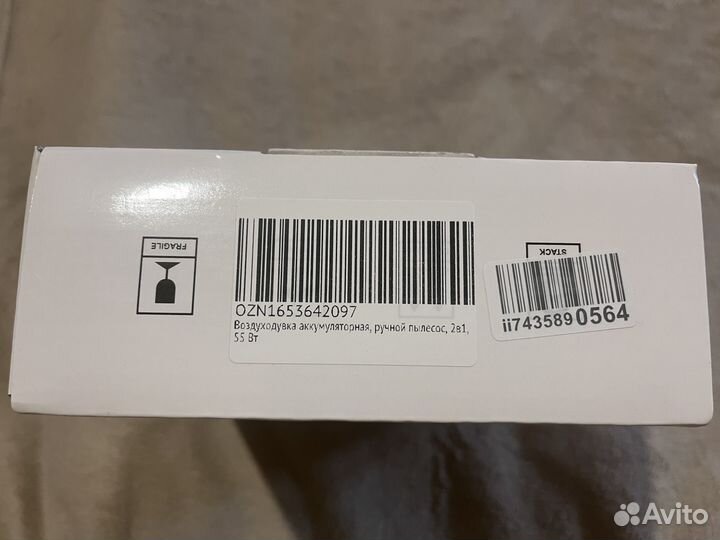 FRAGILE
STACK
OZN1653642097
Воздуходувка аккумуляторная, ручной пылесос, 2в1,
55 Вт
ii7435890564
Avito